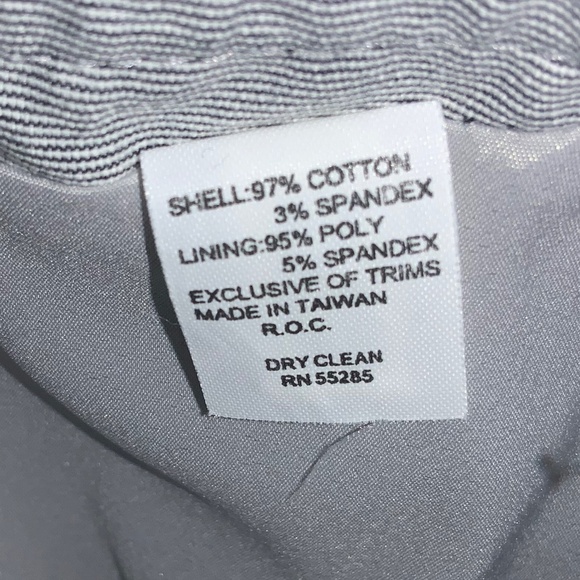 SHELL:97% COTTON
3% SPANDEX
LINING:95% POLY
5% SPANDEX
EXCLUSIVE OF TRIMS
MADE IN TAIWAN
R.O.C.
DRY CLEAN
RN 55285